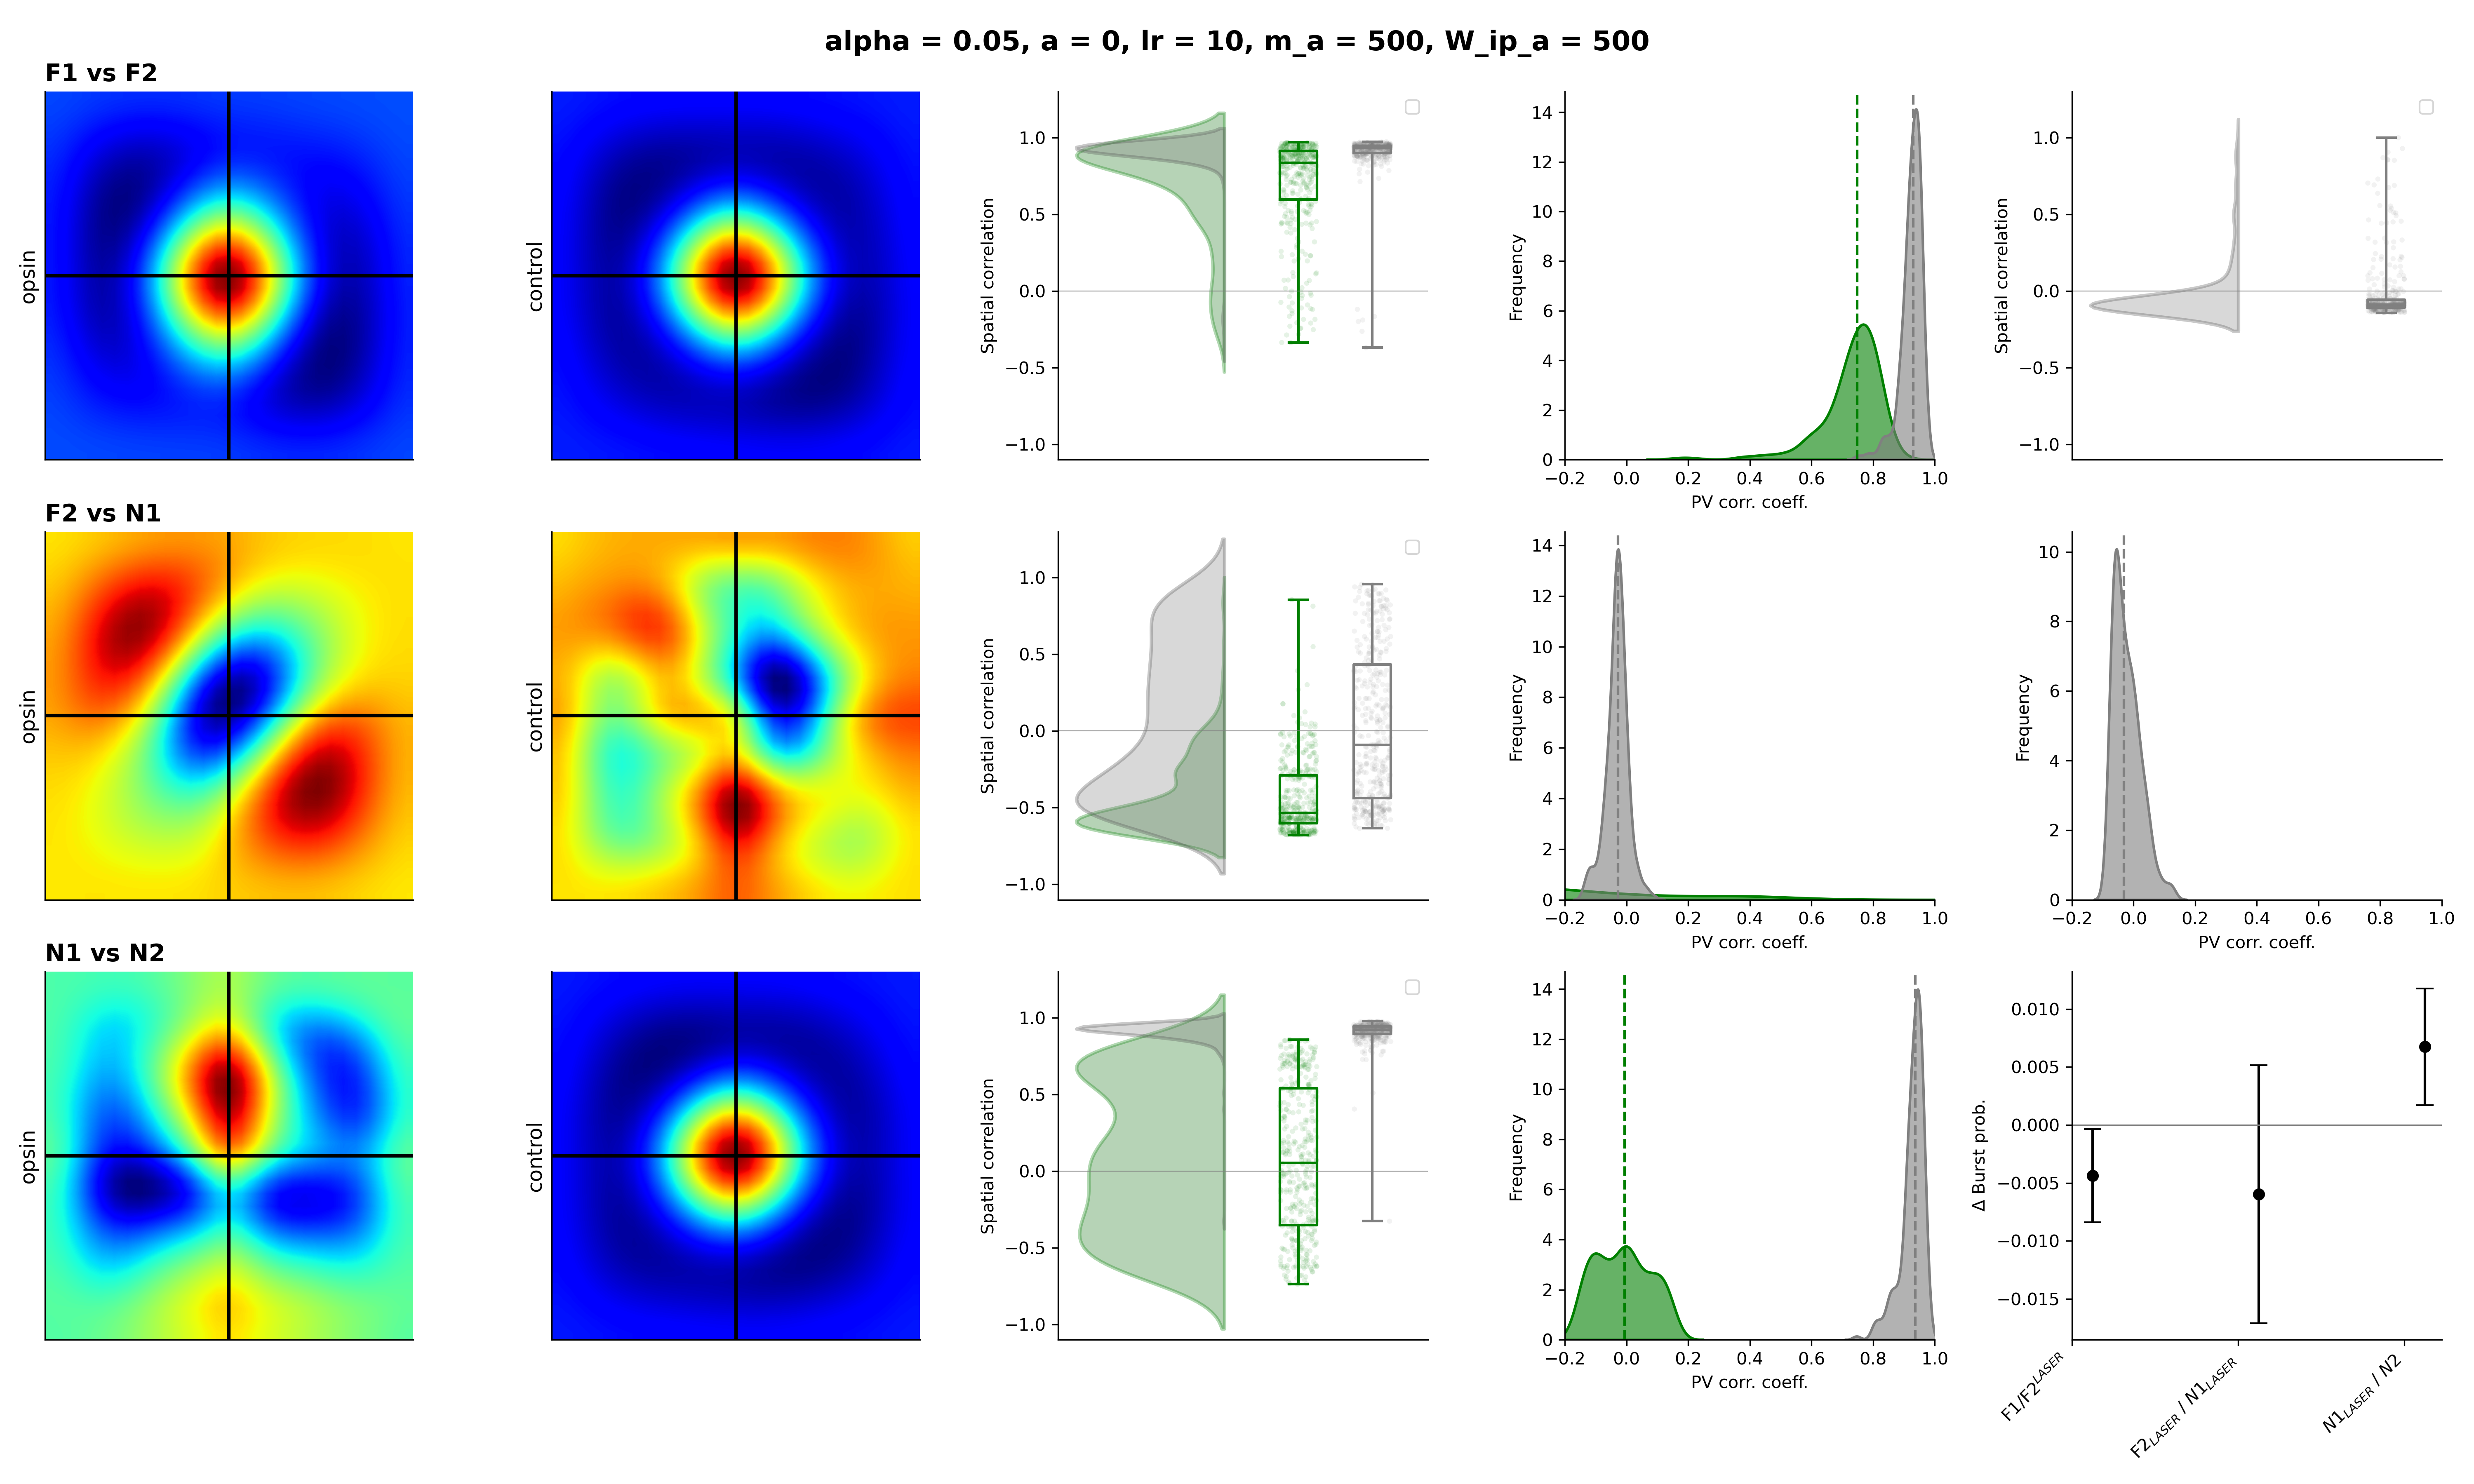 alpha = 0.05, a = 0, lr = 10, m_a = 500, W_ip_a = 500
F1 vs F2
opsin
control
Spatial correlation
1.0
0.5
0.0
−0.5
−1.0
Frequency
14
12
10
8
6
4
2
0
−0.2 0.0 0.2 0.4 0.6 0.8 1.0
PV corr. coeff.
Spatial correlation
1.0
0.5
0.0
−0.5
−1.0
F2 vs N1
opsin
control
Spatial correlation
1.0
0.5
0.0
−0.5
−1.0
Frequency
14
12
10
8
6
4
2
0
−0.2 0.0 0.2 0.4 0.6 0.8 1.0
PV corr. coeff.
Frequency
10
8
6
4
2
0
−0.2 0.0 0.2 0.4 0.6 0.8 1.0
PV corr. coeff.
N1 vs N2
opsin
control
Spatial correlation
1.0
0.5
0.0
−0.5
−1.0
Frequency
14
12
10
8
6
4
2
0
−0.2 0.0 0.2 0.4 0.6 0.8 1.0
PV corr. coeff.
Δ Burst prob.
0.010
0.005
0.000
−0.005
−0.010
−0.015
F1/F2LASER
F2LASER / N1LASER
N1LASER / N2